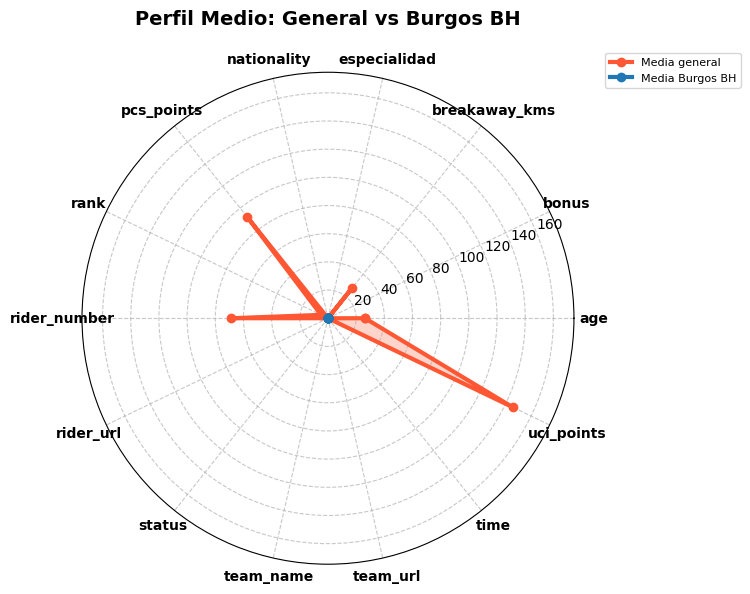 Perfil Medio: General vs Burgos BH
Media general
Media Burgos BH
nationality
especialidad
pcs_points
breakaway_kms
rank
bonus
rider_number
age
rider_url
uci_points
status
time
team_name
team_url
20
40
60
80
100
120
140
160